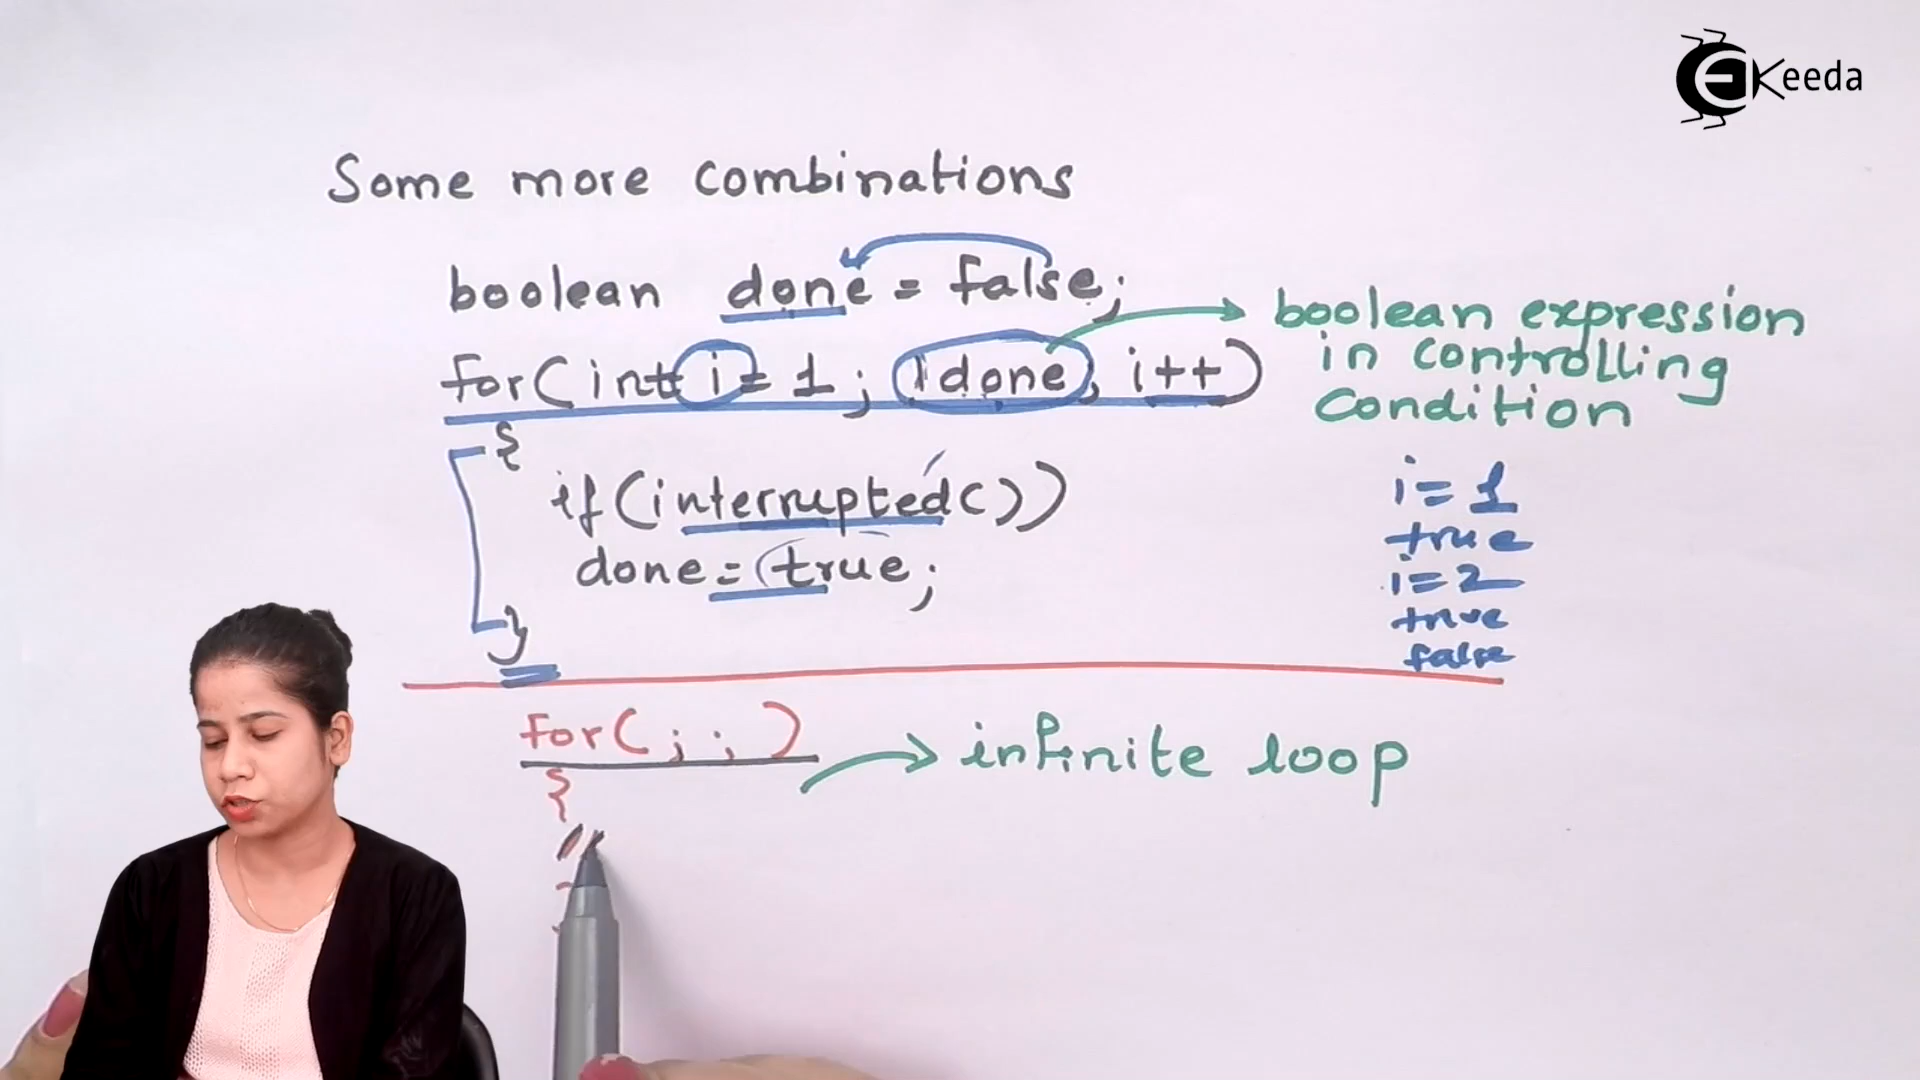 EKeeda
Some more combinations
boolean done = false;
for(int i = 1; !done; i++)
boolean expression
in controlling
condition
{
if(interrupted())
done = true;
}
i = 1
true
i = 2
true
false
for( ; ; )
infinite loop
{
//